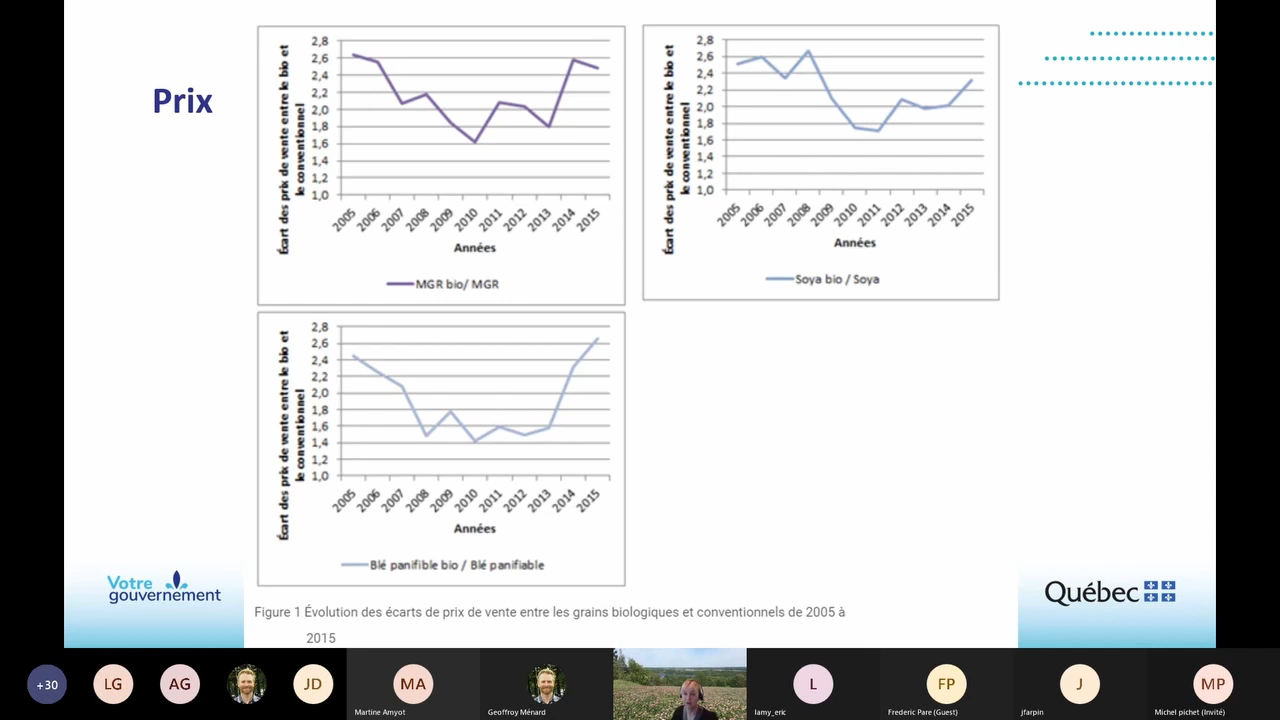 Prix
Écart des prix de vente entre le bio et
le conventionnel
2,8
2,6
2,4
2,2
2,0
1,8
1,6
1,4
1,2
1,0
2005
2006
2007
2008
2009
2010
2011
2012
2013
2014
2015
Années
MGR bio/ MGR
Écart des prix de vente entre le bio et
le conventionnel
2,8
2,6
2,4
2,2
2,0
1,8
1,6
1,4
1,2
1,0
2005
2006
2007
2008
2009
2010
2011
2012
2013
2014
2015
Années
Soya bio / Soya
Écart des prix de vente entre le bio et
le conventionnel
2,8
2,6
2,4
2,2
2,0
1,8
1,6
1,4
1,2
1,0
2005
2006
2007
2008
2009
2010
2011
2012
2013
2014
2015
Années
Blé panifible bio / Blé panifiable
Figure 1 Évolution des écarts de prix de vente entre les grains biologiques et conventionnels de 2005 à
2015
Votre
gouvernement
Québec
+30
LG
AG
JD
MA
Martine Amyot
Geoffroy Ménard
L
lamy_eric
FP
Frederic Pare (Guest)
J
jfarpin
MP
Michel pichet (Invité)